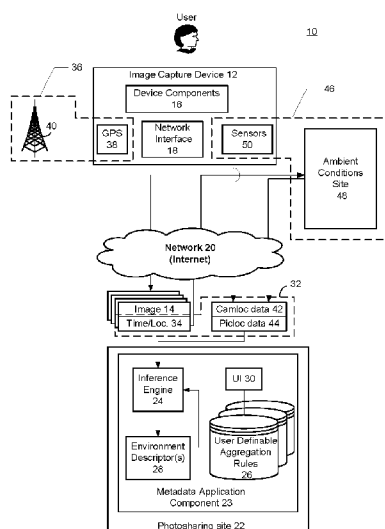 User
10
36
Image Capture Device 12
46
Device Components
16
40
GPS
38
Network
Interface
18
Sensors
50
Ambient
Conditions
Site
48
Network 20
(Internet)
32
Image 14
Time/Loc. 34
Camloc data 42
Picloc data 44
Inference
Engine
24
UI 30
Environment
Descriptor(s)
28
User Definable
Aggregation
Rules
26
Metadate Application
Component 23
Photosharing site 22